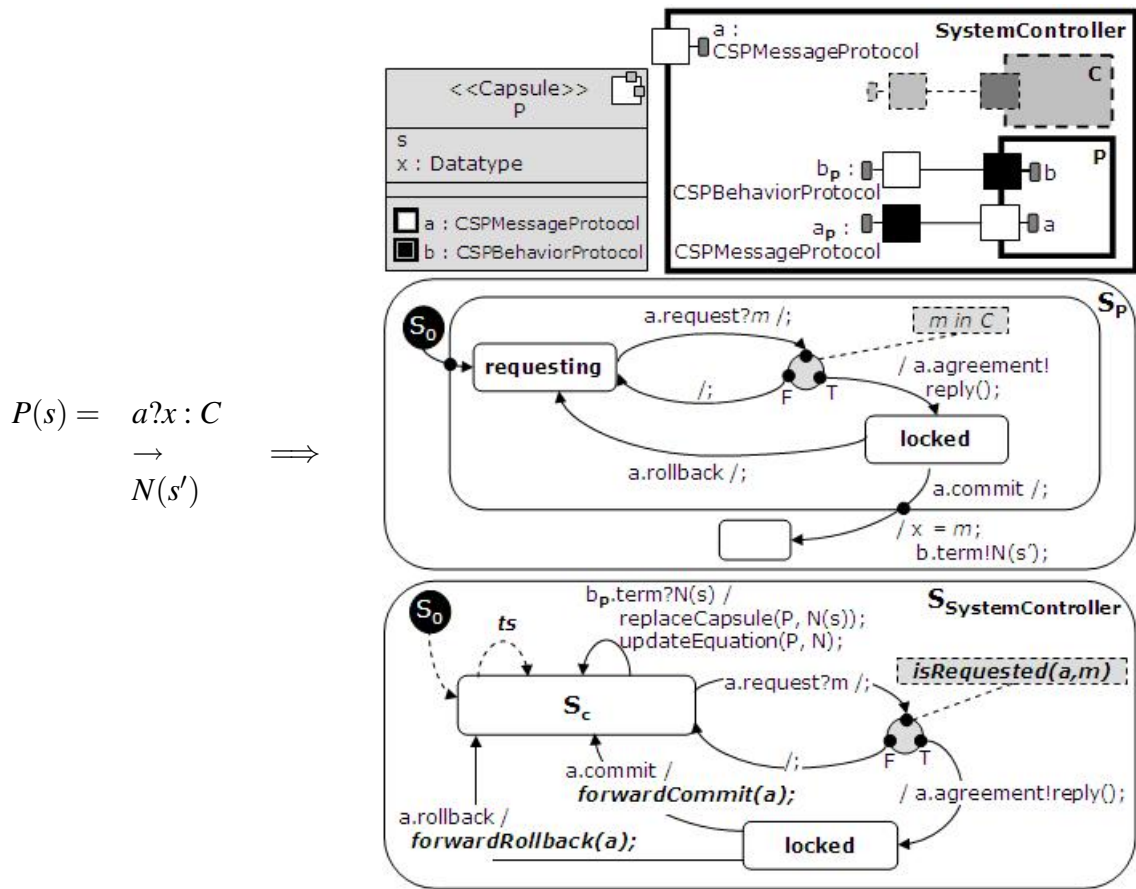 P(s) = a?x : C
→
N(s′)
⟹
<<Capsule>>
P
s
x : Datatype
a : CSPMessageProtocol
b : CSPBehaviorProtocol
a :
CSPMessageProtocol
SystemController
C
P
b_P :
CSPBehaviorProtocol
b
a_P :
CSPMessageProtocol
a
S_P
S_0
a.request?m /;
m in C
requesting
/;
F
T
/ a.agreement!
reply();
locked
a.rollback /;
a.commit /;
/ x = m;
b.term!N(s');
S_0
ts
b_P.term?N(s) /
replaceCapsule(P, N(s));
updateEquation(P, N);
S_SystemController
a.request?m /;
isRequested(a,m)
S_c
/;
F
T
a.commit /
forwardCommit(a);
/ a.agreement!reply();
a.rollback /
forwardRollback(a);
locked